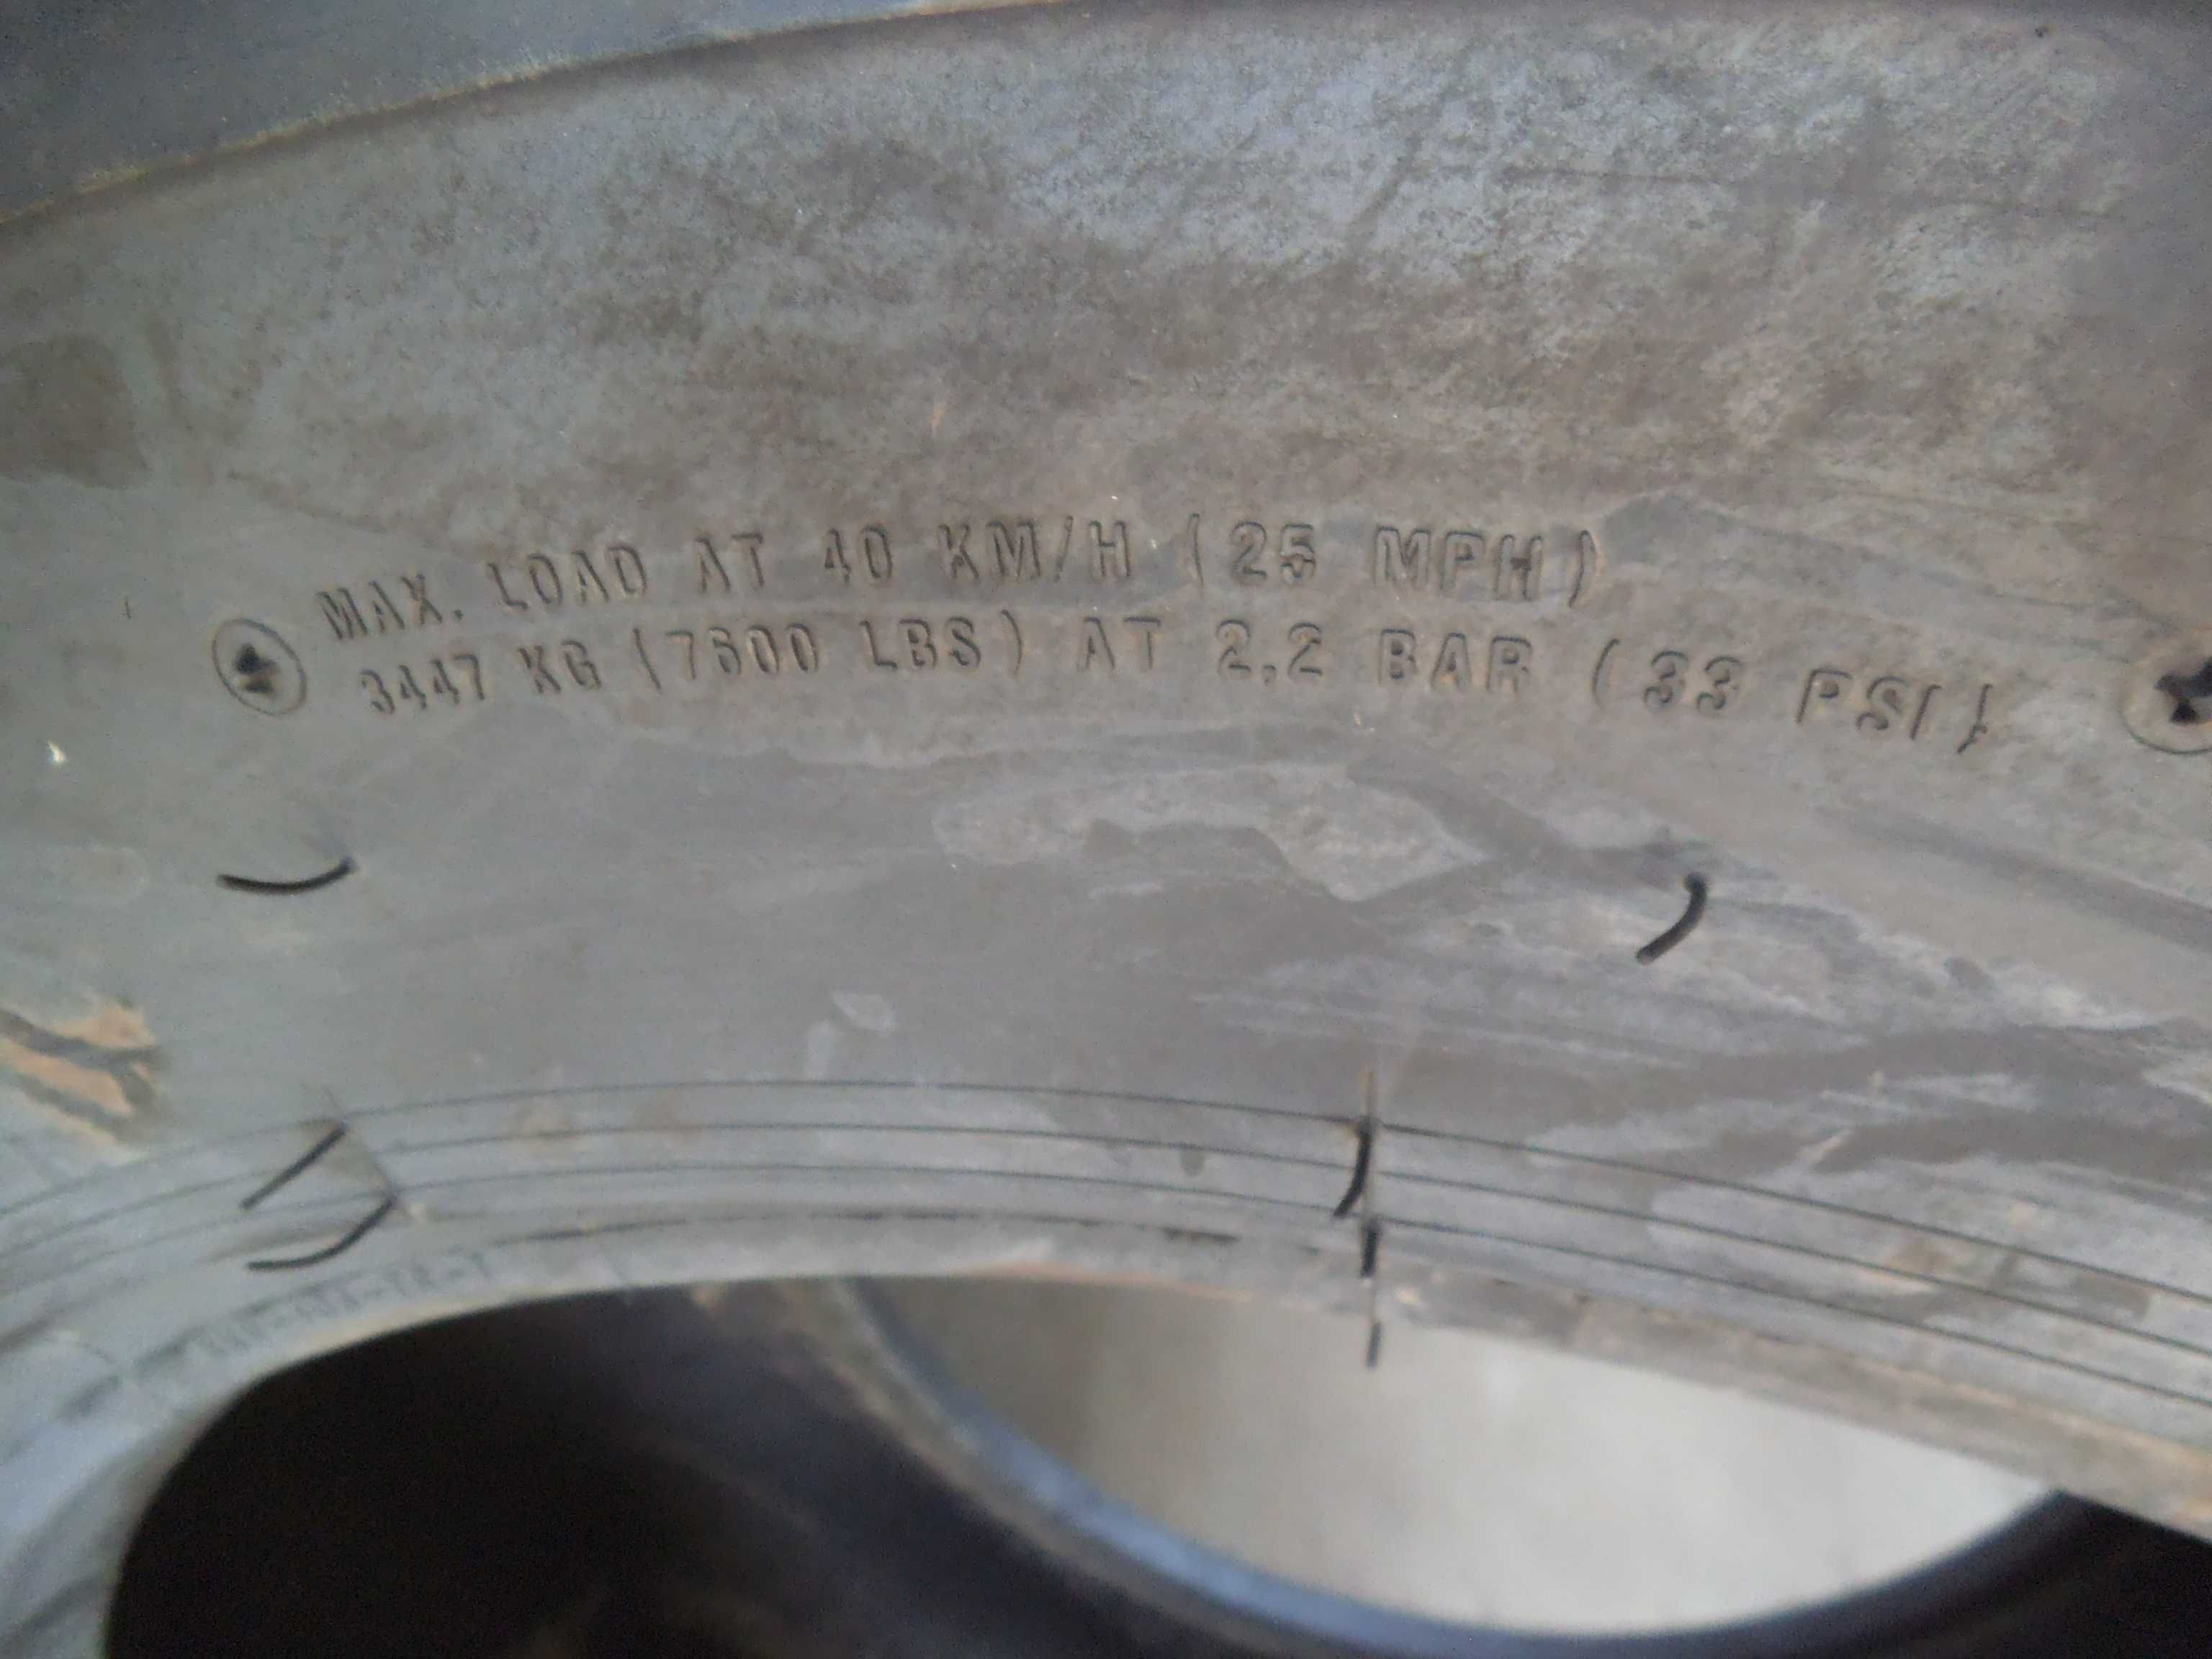 MAX. LOAD AT 40 KM/H (25 MPH)
3447 KG (7600 LBS) AT 2.2 BAR (33 PSI)